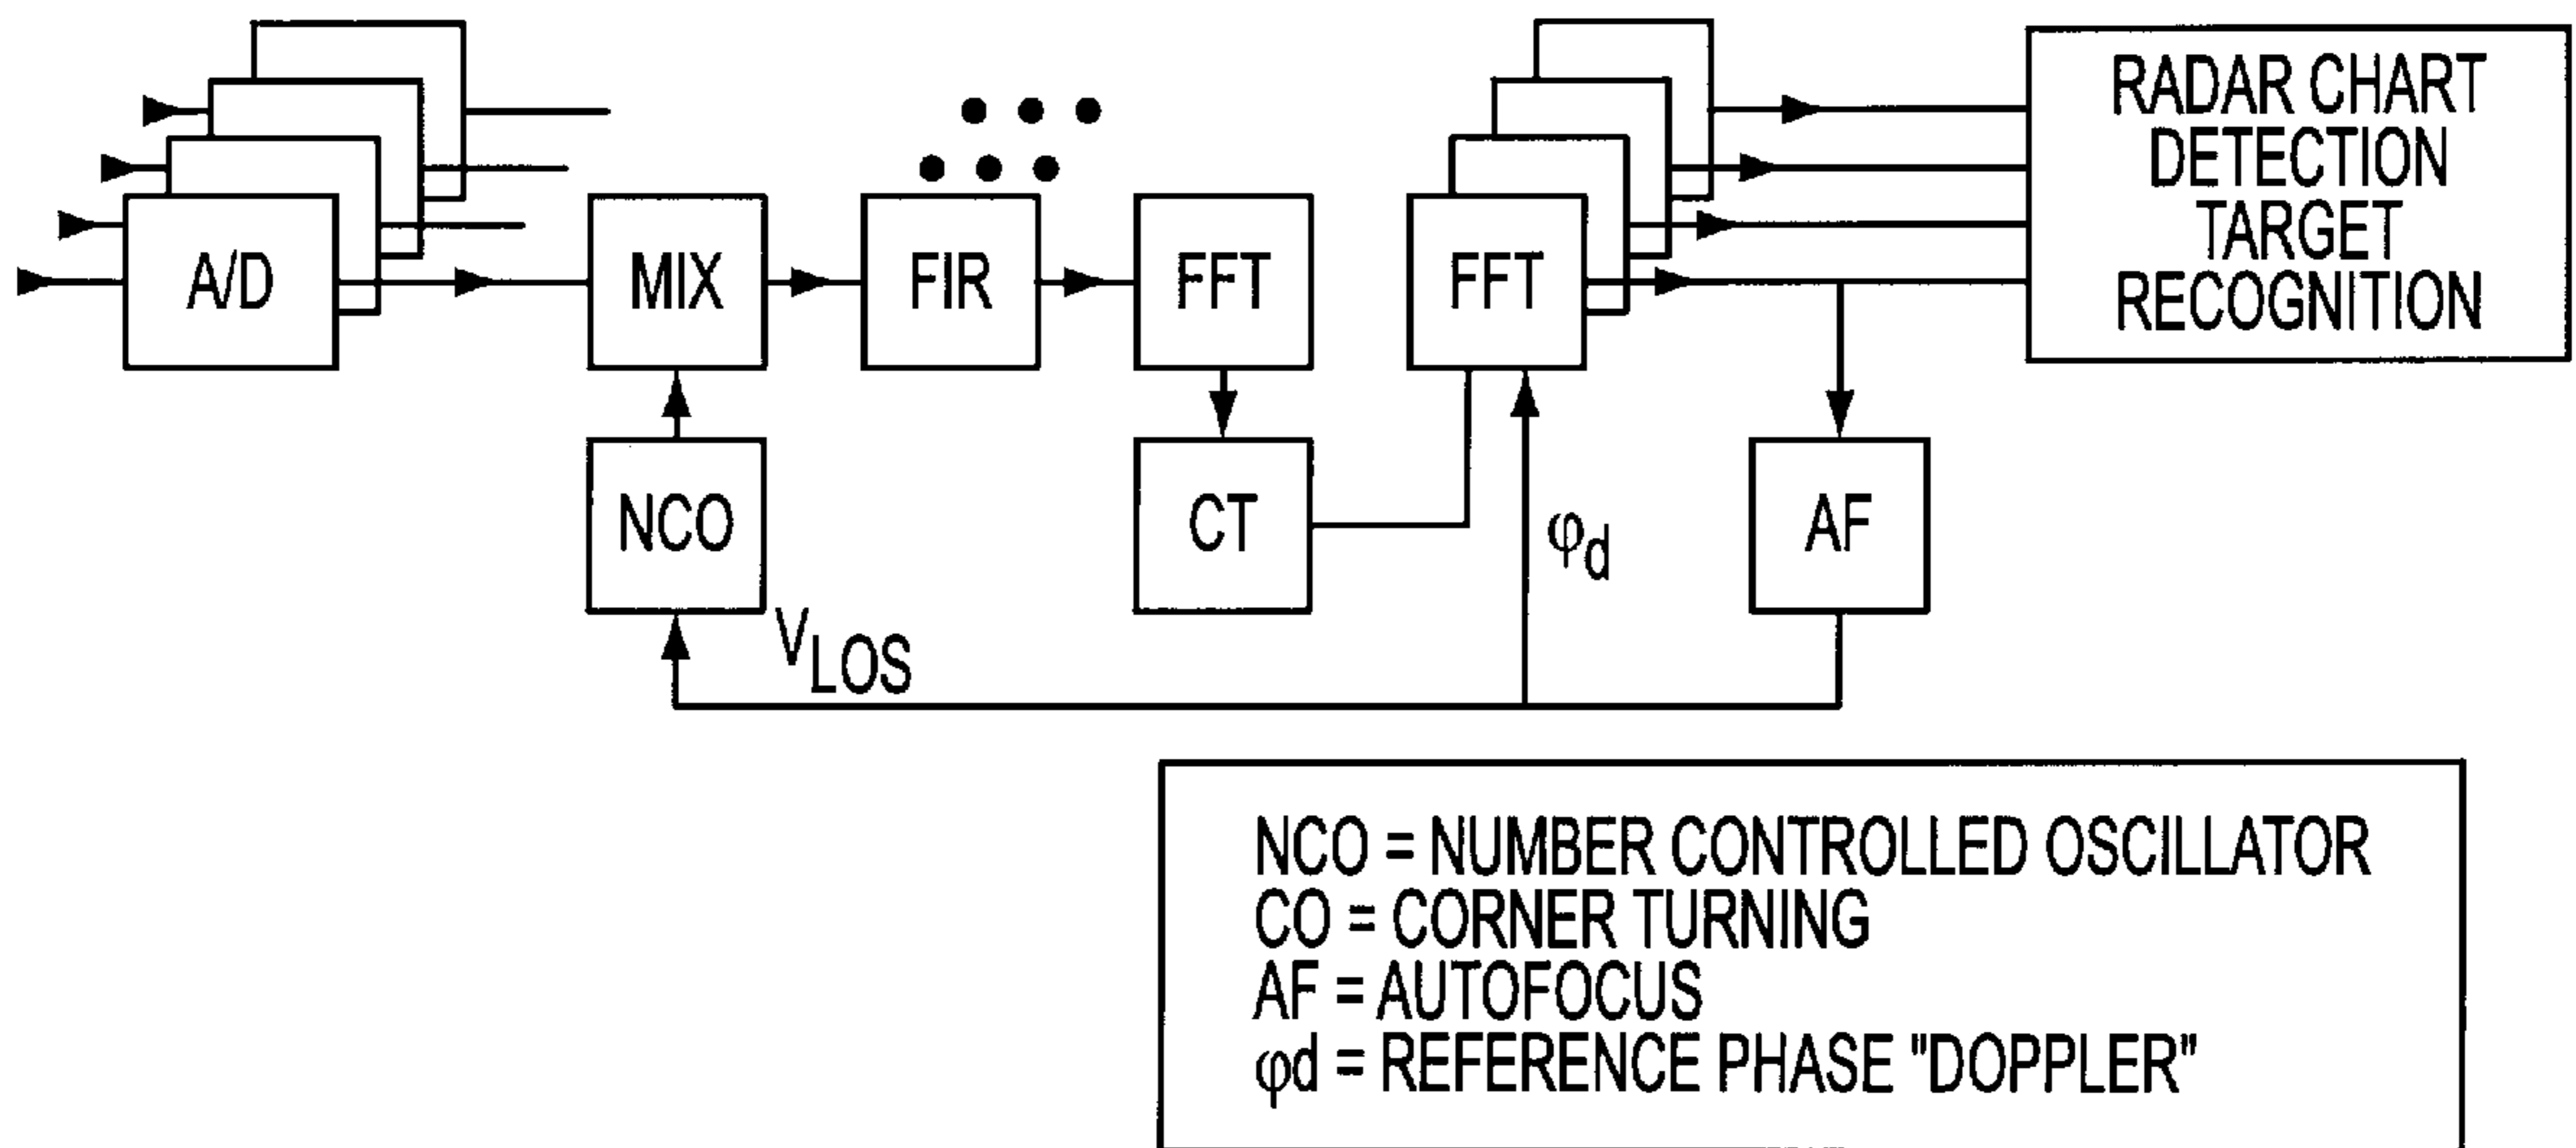 A/D
MIX
FIR
FFT
FFT
RADAR CHART
DETECTION
TARGET
RECOGNITION
NCO
CT
φd
AF
VLOS
NCO = NUMBER CONTROLLED OSCILLATOR
CO = CORNER TURNING
AF = AUTOFOCUS
φd = REFERENCE PHASE "DOPPLER"